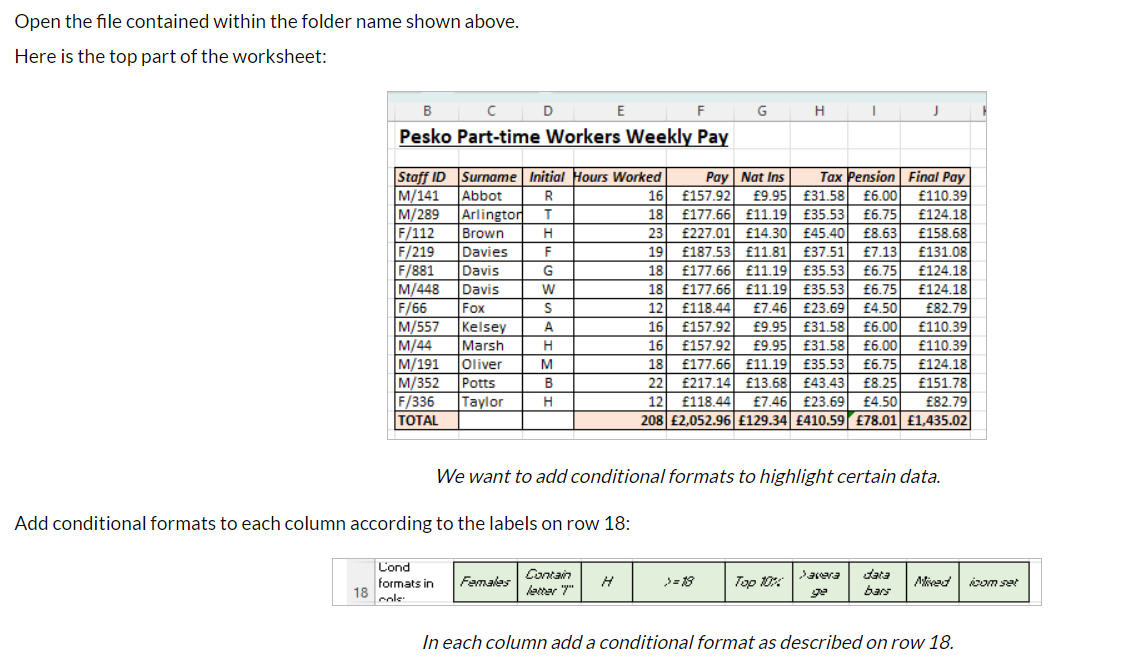 Open the file contained within the folder name shown above.
Here is the top part of the worksheet:
B C D E F G H I J
Pesko Part-time Workers Weekly Pay
Staff ID Surname Initial Hours Worked Pay Nat Ins Tax Pension Final Pay
M/141 Abbot R 16 £157.92 £9.95 £31.58 £6.00 £110.39
M/289 Arlington T 18 £177.66 £11.19 £35.53 £6.75 £124.18
F/112 Brown H 23 £227.01 £14.30 £45.40 £8.63 £158.68
F/219 Davies F 19 £187.53 £11.81 £37.51 £7.13 £131.08
F/881 Davis G 18 £177.66 £11.19 £35.53 £6.75 £124.18
M/448 Davis W 18 £177.66 £11.19 £35.53 £6.75 £124.18
F/66 Fox S 12 £118.44 £7.46 £23.69 £4.50 £82.79
M/557 Kelsey A 16 £157.92 £9.95 £31.58 £6.00 £110.39
M/44 Marsh H 16 £157.92 £9.95 £31.58 £6.00 £110.39
M/191 Oliver M 18 £177.66 £11.19 £35.53 £6.75 £124.18
M/352 Potts B 22 £217.14 £13.68 £43.43 £8.25 £151.78
F/336 Taylor H 12 £118.44 £7.46 £23.69 £4.50 £82.79
TOTAL 208 £2,052.96 £129.34 £410.59 £78.01 £1,435.02
We want to add conditional formats to highlight certain data.
Add conditional formats to each column according to the labels on row 18:
18
Cond
formats in
cols:
Females
Contain
letter "l"
H
>=18
Top 10%
>avera
ge
data
bars
Mixed
icom set
In each column add a conditional format as described on row 18.